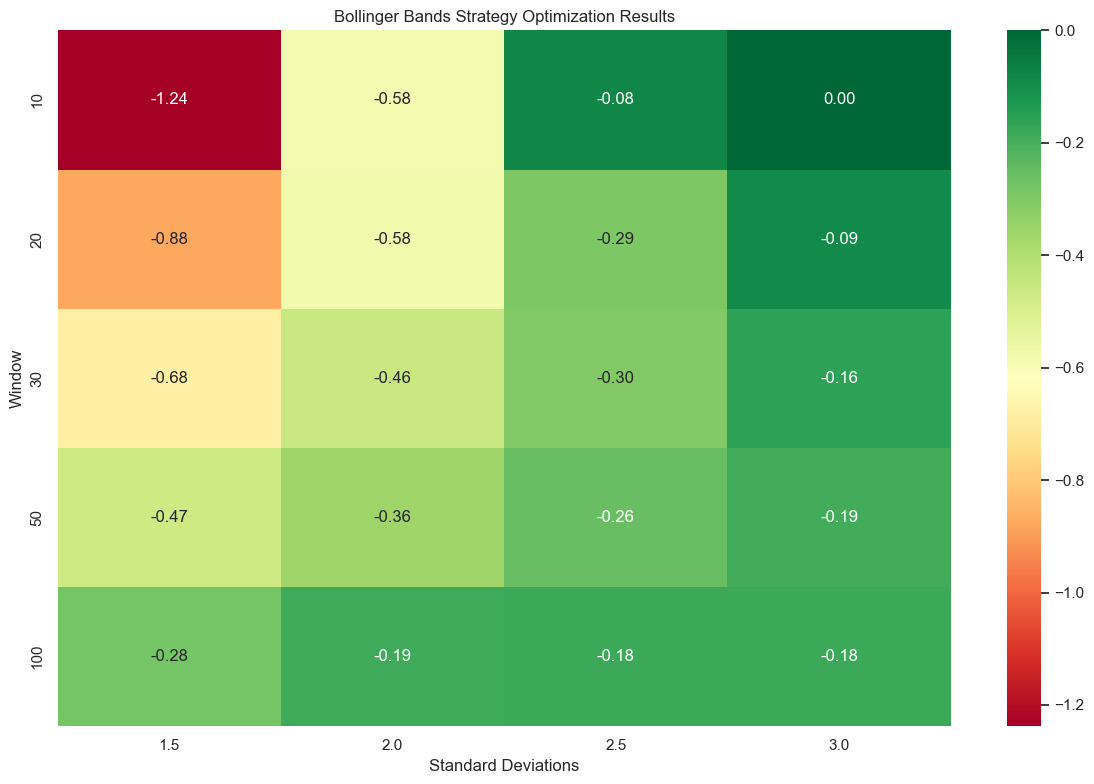 Bollinger Bands Strategy Optimization Results
Window
10 -1.24 -0.58 -0.08 0.00
20 -0.88 -0.58 -0.29 -0.09
30 -0.68 -0.46 -0.30 -0.16
50 -0.47 -0.36 -0.26 -0.19
100 -0.28 -0.19 -0.18 -0.18
1.5 2.0 2.5 3.0
Standard Deviations
0.0
−0.2
−0.4
−0.6
−0.8
−1.0
−1.2